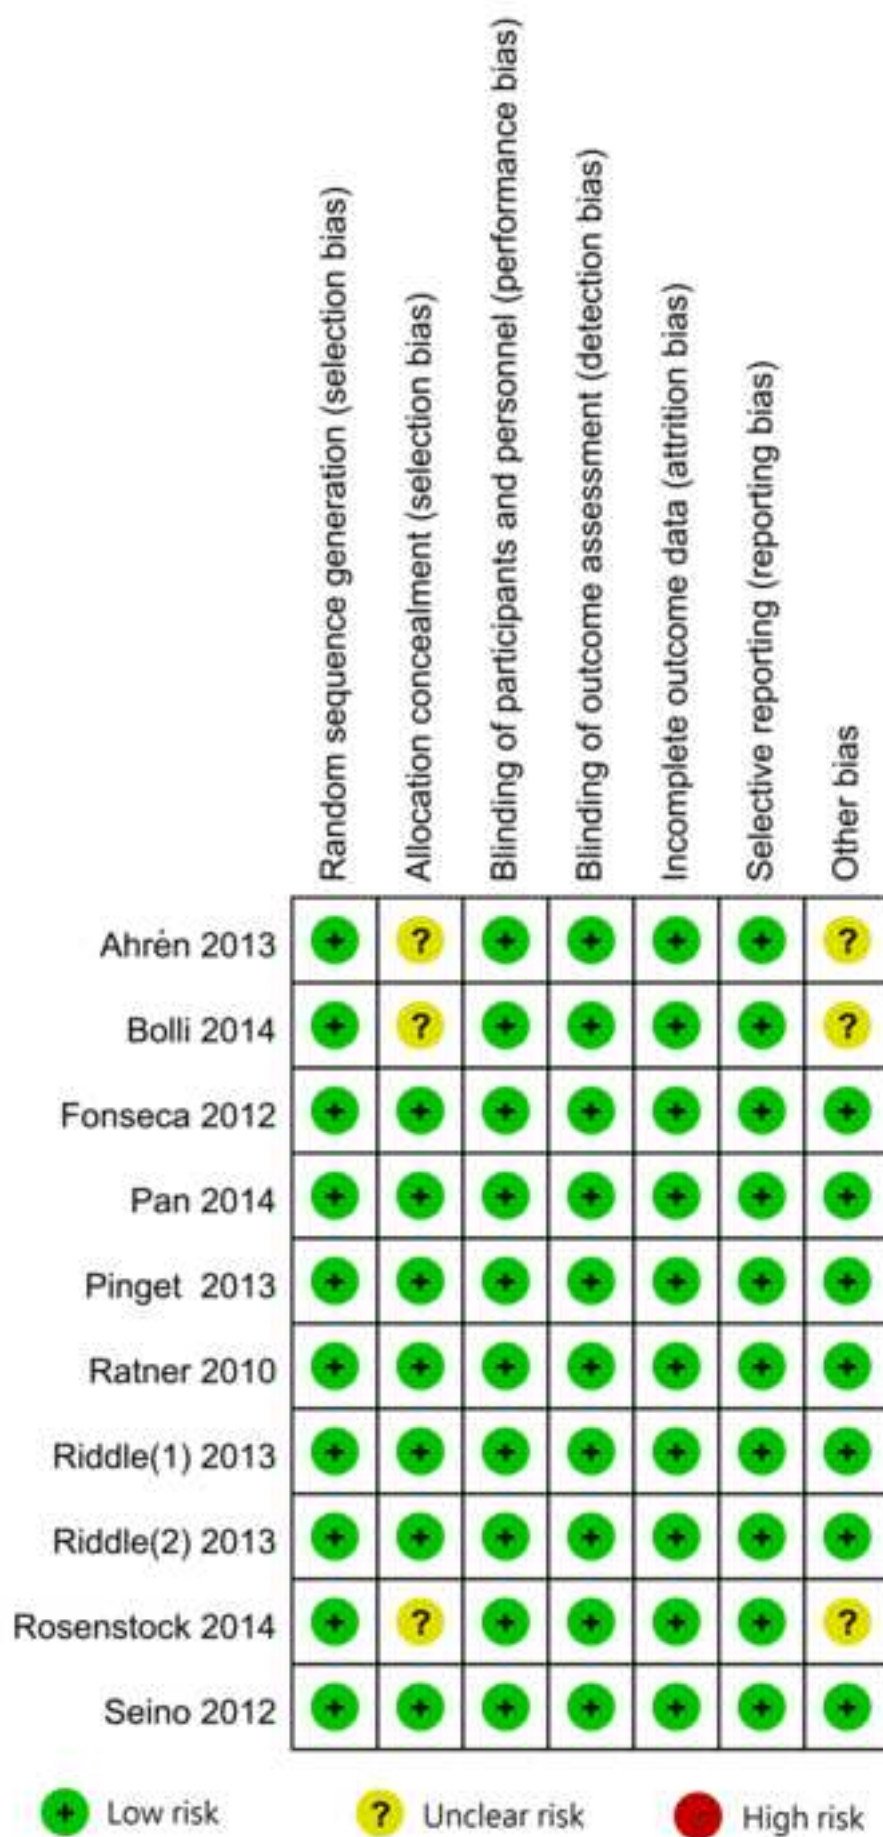 Random sequence generation (selection bias)
Allocation concealment (selection bias)
Blinding of participants and personnel (performance bias)
Blinding of outcome assessment (detection bias)
Incomplete outcome data (attrition bias)
Selective reporting (reporting bias)
Other bias
Ahrėn 2013 + ? + + + + ?
Bolli 2014 + ? + + + + ?
Fonseca 2012 + + + + + + +
Pan 2014 + + + + + + +
Pinget 2013 + + + + + + +
Ratner 2010 + + + + + + +
Riddle(1) 2013 + + + + + + +
Riddle(2) 2013 + + + + + + +
Rosenstock 2014 + ? + + + + ?
Seino 2012 + + + + + + +
+ Low risk ? Unclear risk High risk